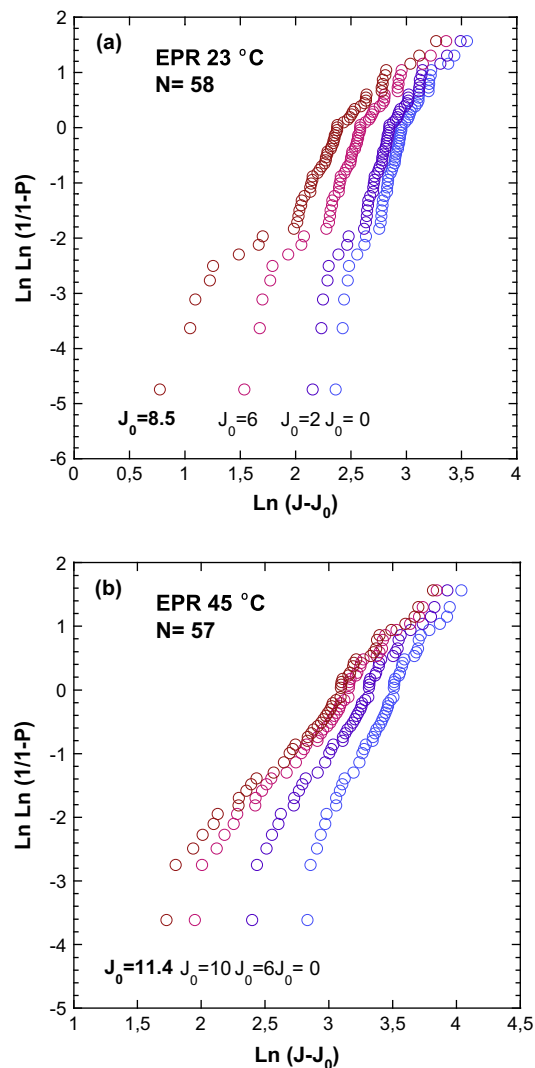 (a)
EPR 23 °C
N= 58
Ln Ln (1/1-P)
2
1
0
-1
-2
-3
-4
-5
-6
J0=8.5 J0=6 J0=2 J0= 0
0 0,5 1 1,5 2 2,5 3 3,5 4
Ln (J-J0)
(b)
EPR 45 °C
N= 57
Ln Ln (1/1-P)
2
1
0
-1
-2
-3
-4
-5
J0=11.4 J0=10 J0=6 J0= 0
1 1,5 2 2,5 3 3,5 4 4,5
Ln (J-J0)